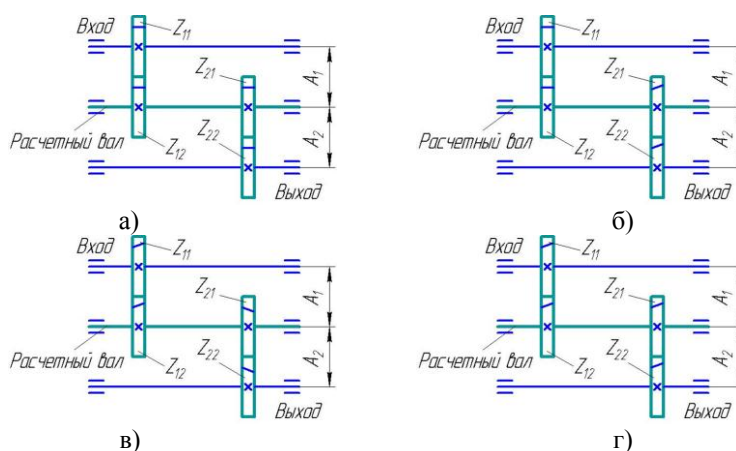 Вход
Z11
Z21
A1
Расчетный вал
Z12
Z22
A2
Выход
а)
Вход
Z11
Z21
A1
Расчетный вал
Z12
Z22
A2
Выход
б)
Вход
Z11
Z21
A1
Расчетный вал
Z12
Z22
A2
Выход
в)
Вход
Z11
Z21
A1
Расчетный вал
Z12
Z22
A2
Выход
г)